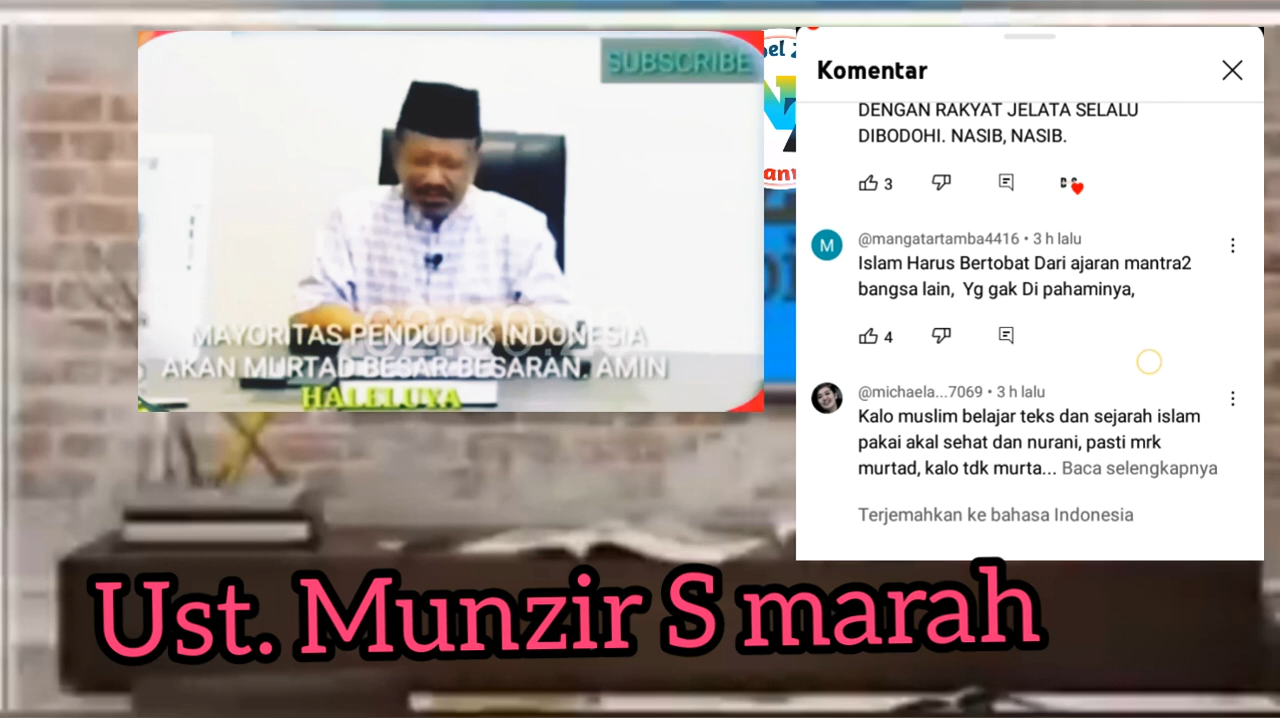 SUBSCRIBE
MAYORITAS PENDUDUK INDONESIA
AKAN MURTAD BESAR BESARAN. AMIN
HALELUYA
Komentar
DENGAN RAKYAT JELATA SELALU
DIBODOHI. NASIB, NASIB.
3
@mangatartamba4416 • 3 h lalu
Islam Harus Bertobat Dari ajaran mantra2
bangsa lain, Yg gak Di pahaminya,
4
@michaela...7069 • 3 h lalu
Kalo muslim belajar teks dan sejarah islam
pakai akal sehat dan nurani, pasti mrk
murtad, kalo tdk murta... Baca selengkapnya
Terjemahkan ke bahasa Indonesia
M
Ust. Munzir S marah